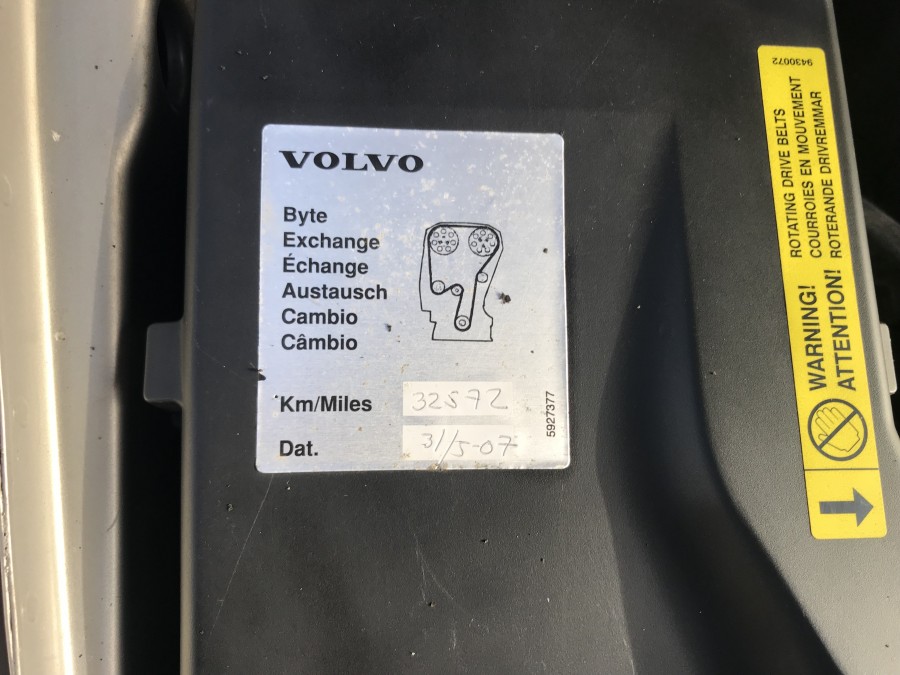 VOLVO
Byte
Exchange
Échange
Austausch
Cambio
Câmbio
Km/Miles 32572
Dat. 31/5-07
5927377
WARNING!
ATTENTION!
ROTATING DRIVE BELTS
COURROIES EN MOUVEMENT
ROTERANDE DRIVREMMAR
9430072